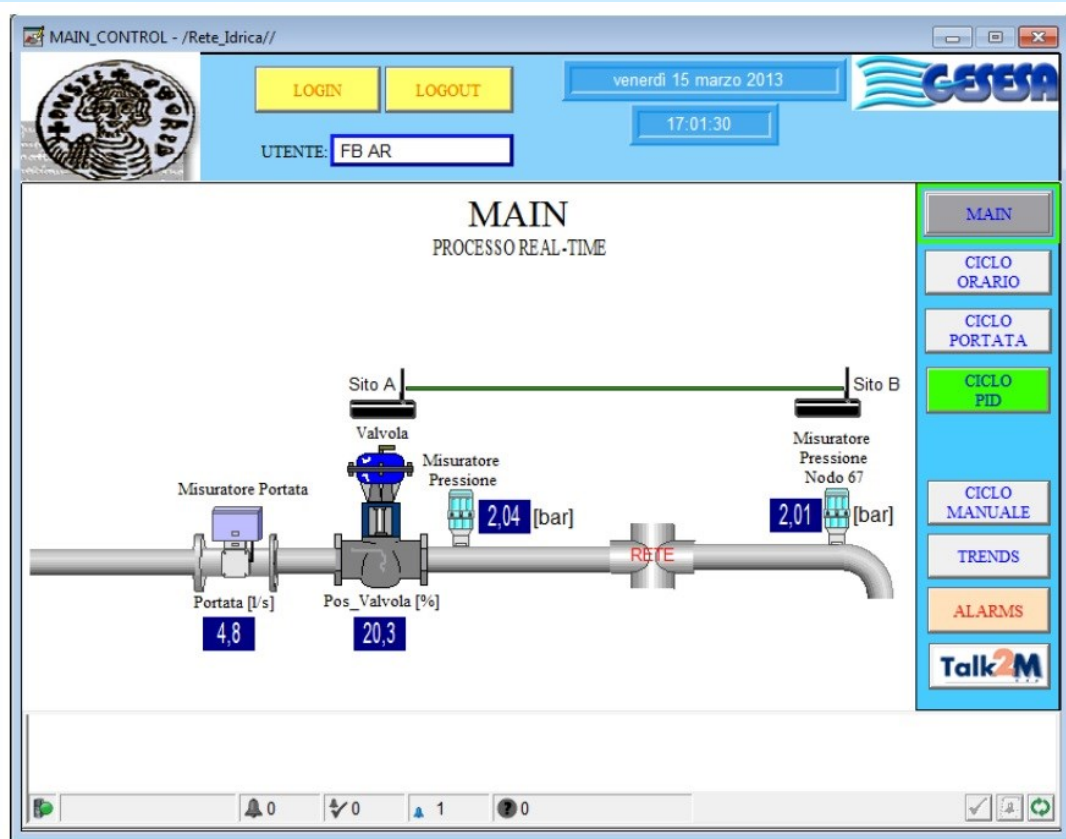 MAIN_CONTROL - /Rete_Idrica//
LOGIN
LOGOUT
UTENTE: FB AR
venerdì 15 marzo 2013
17:01:30
GESESA
MAIN
PROCESSO REAL-TIME
MAIN
CICLO
ORARIO
CICLO
PORTATA
CICLO
PID
CICLO
MANUALE
TRENDS
ALARMS
Talk2M
Sito A
Sito B
Valvola
Misuratore
Pressione
2,04 [bar]
Misuratore
Pressione
Nodo 67
2,01 [bar]
Misuratore Portata
RETE
Portata [l/s]
4,8
Pos_Valvola [%]
20,3
0
0
1
0